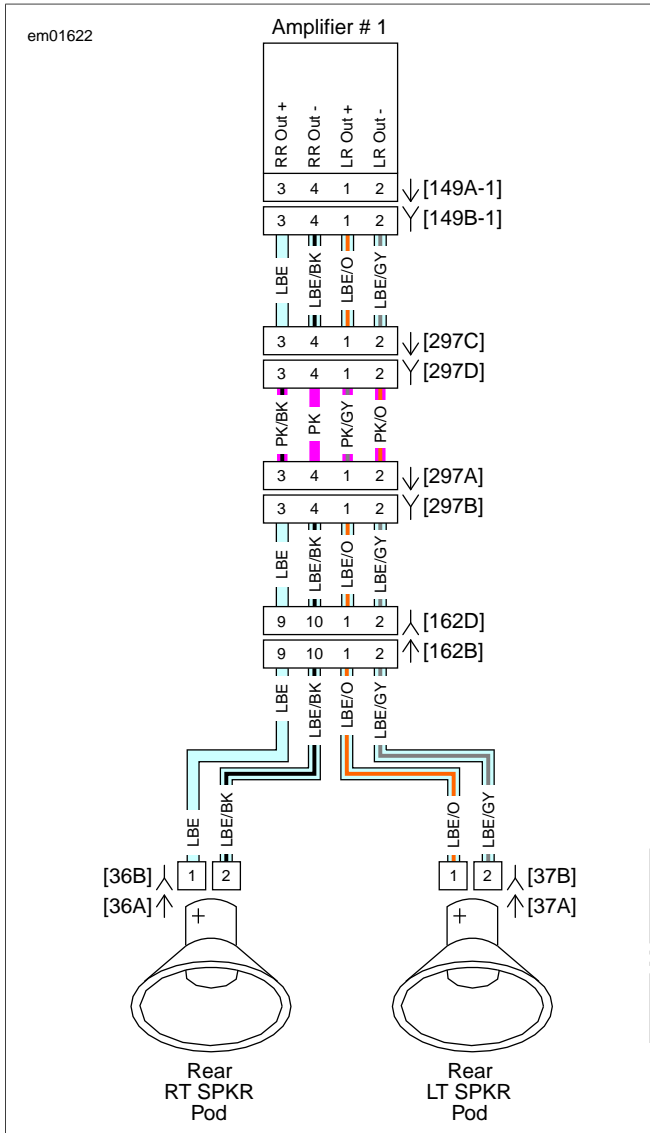 em01622
Amplifier # 1
RR Out +
RR Out -
LR Out +
LR Out -
3 4 1 2 [149A-1]
3 4 1 2 [149B-1]
LBE
LBE/BK
LBE/O
LBE/GY
3 4 1 2 [297C]
3 4 1 2 [297D]
PK/BK
PK
PK/GY
PK/O
3 4 1 2 [297A]
3 4 1 2 [297B]
LBE
LBE/BK
LBE/O
LBE/GY
9 10 1 2 [162D]
9 10 1 2 [162B]
LBE
LBE/BK
LBE/O
LBE/GY
LBE
LBE/BK
LBE/O
LBE/GY
[36B] 1 2
1 2 [37B]
[36A] +
+ [37A]
Rear
RT SPKR
Pod
Rear
LT SPKR
Pod